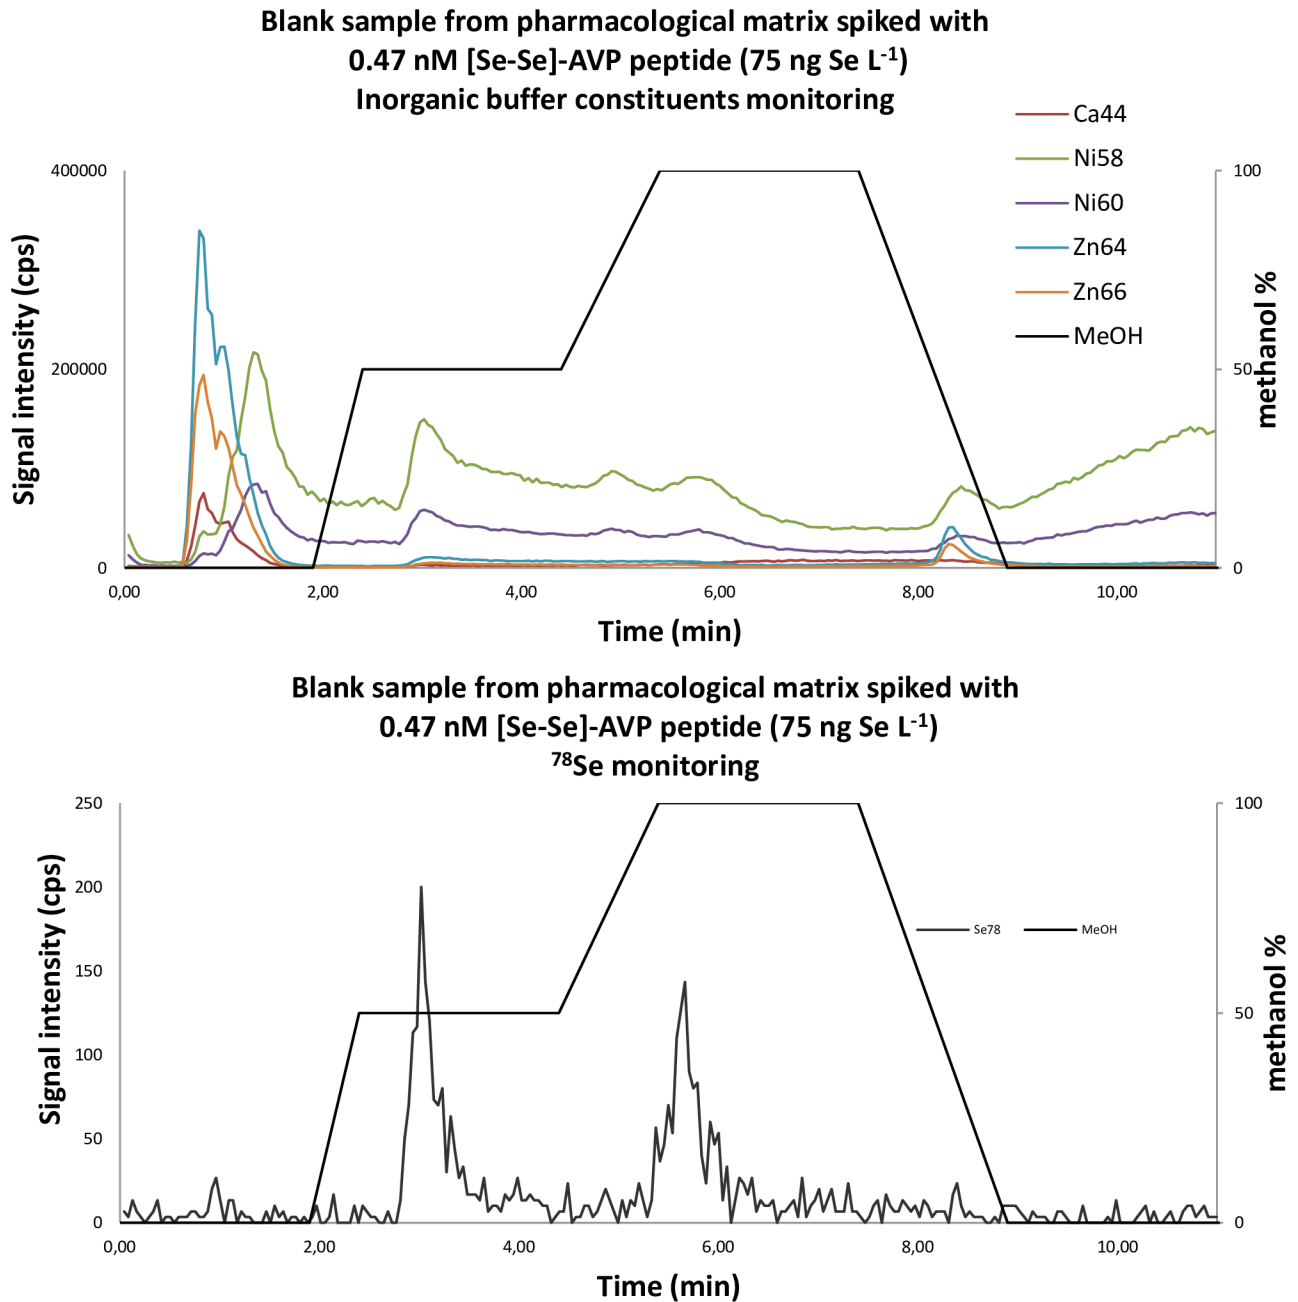 Blank sample from pharmacological matrix spiked with
0.47 nM [Se-Se]-AVP peptide (75 ng Se L⁻¹)
Inorganic buffer constituents monitoring
Ca44
Ni58
Ni60
Zn64
Zn66
MeOH
400000
200000
0
Signal intensity (cps)
100
50
0
methanol %
0,00
2,00
4,00
6,00
8,00
10,00
Time (min)
Blank sample from pharmacological matrix spiked with
0.47 nM [Se-Se]-AVP peptide (75 ng Se L⁻¹)
⁷⁸Se monitoring
250
200
150
100
50
0
Signal intensity (cps)
Se78
MeOH
100
50
0
methanol %
0,00
2,00
4,00
6,00
8,00
10,00
Time (min)